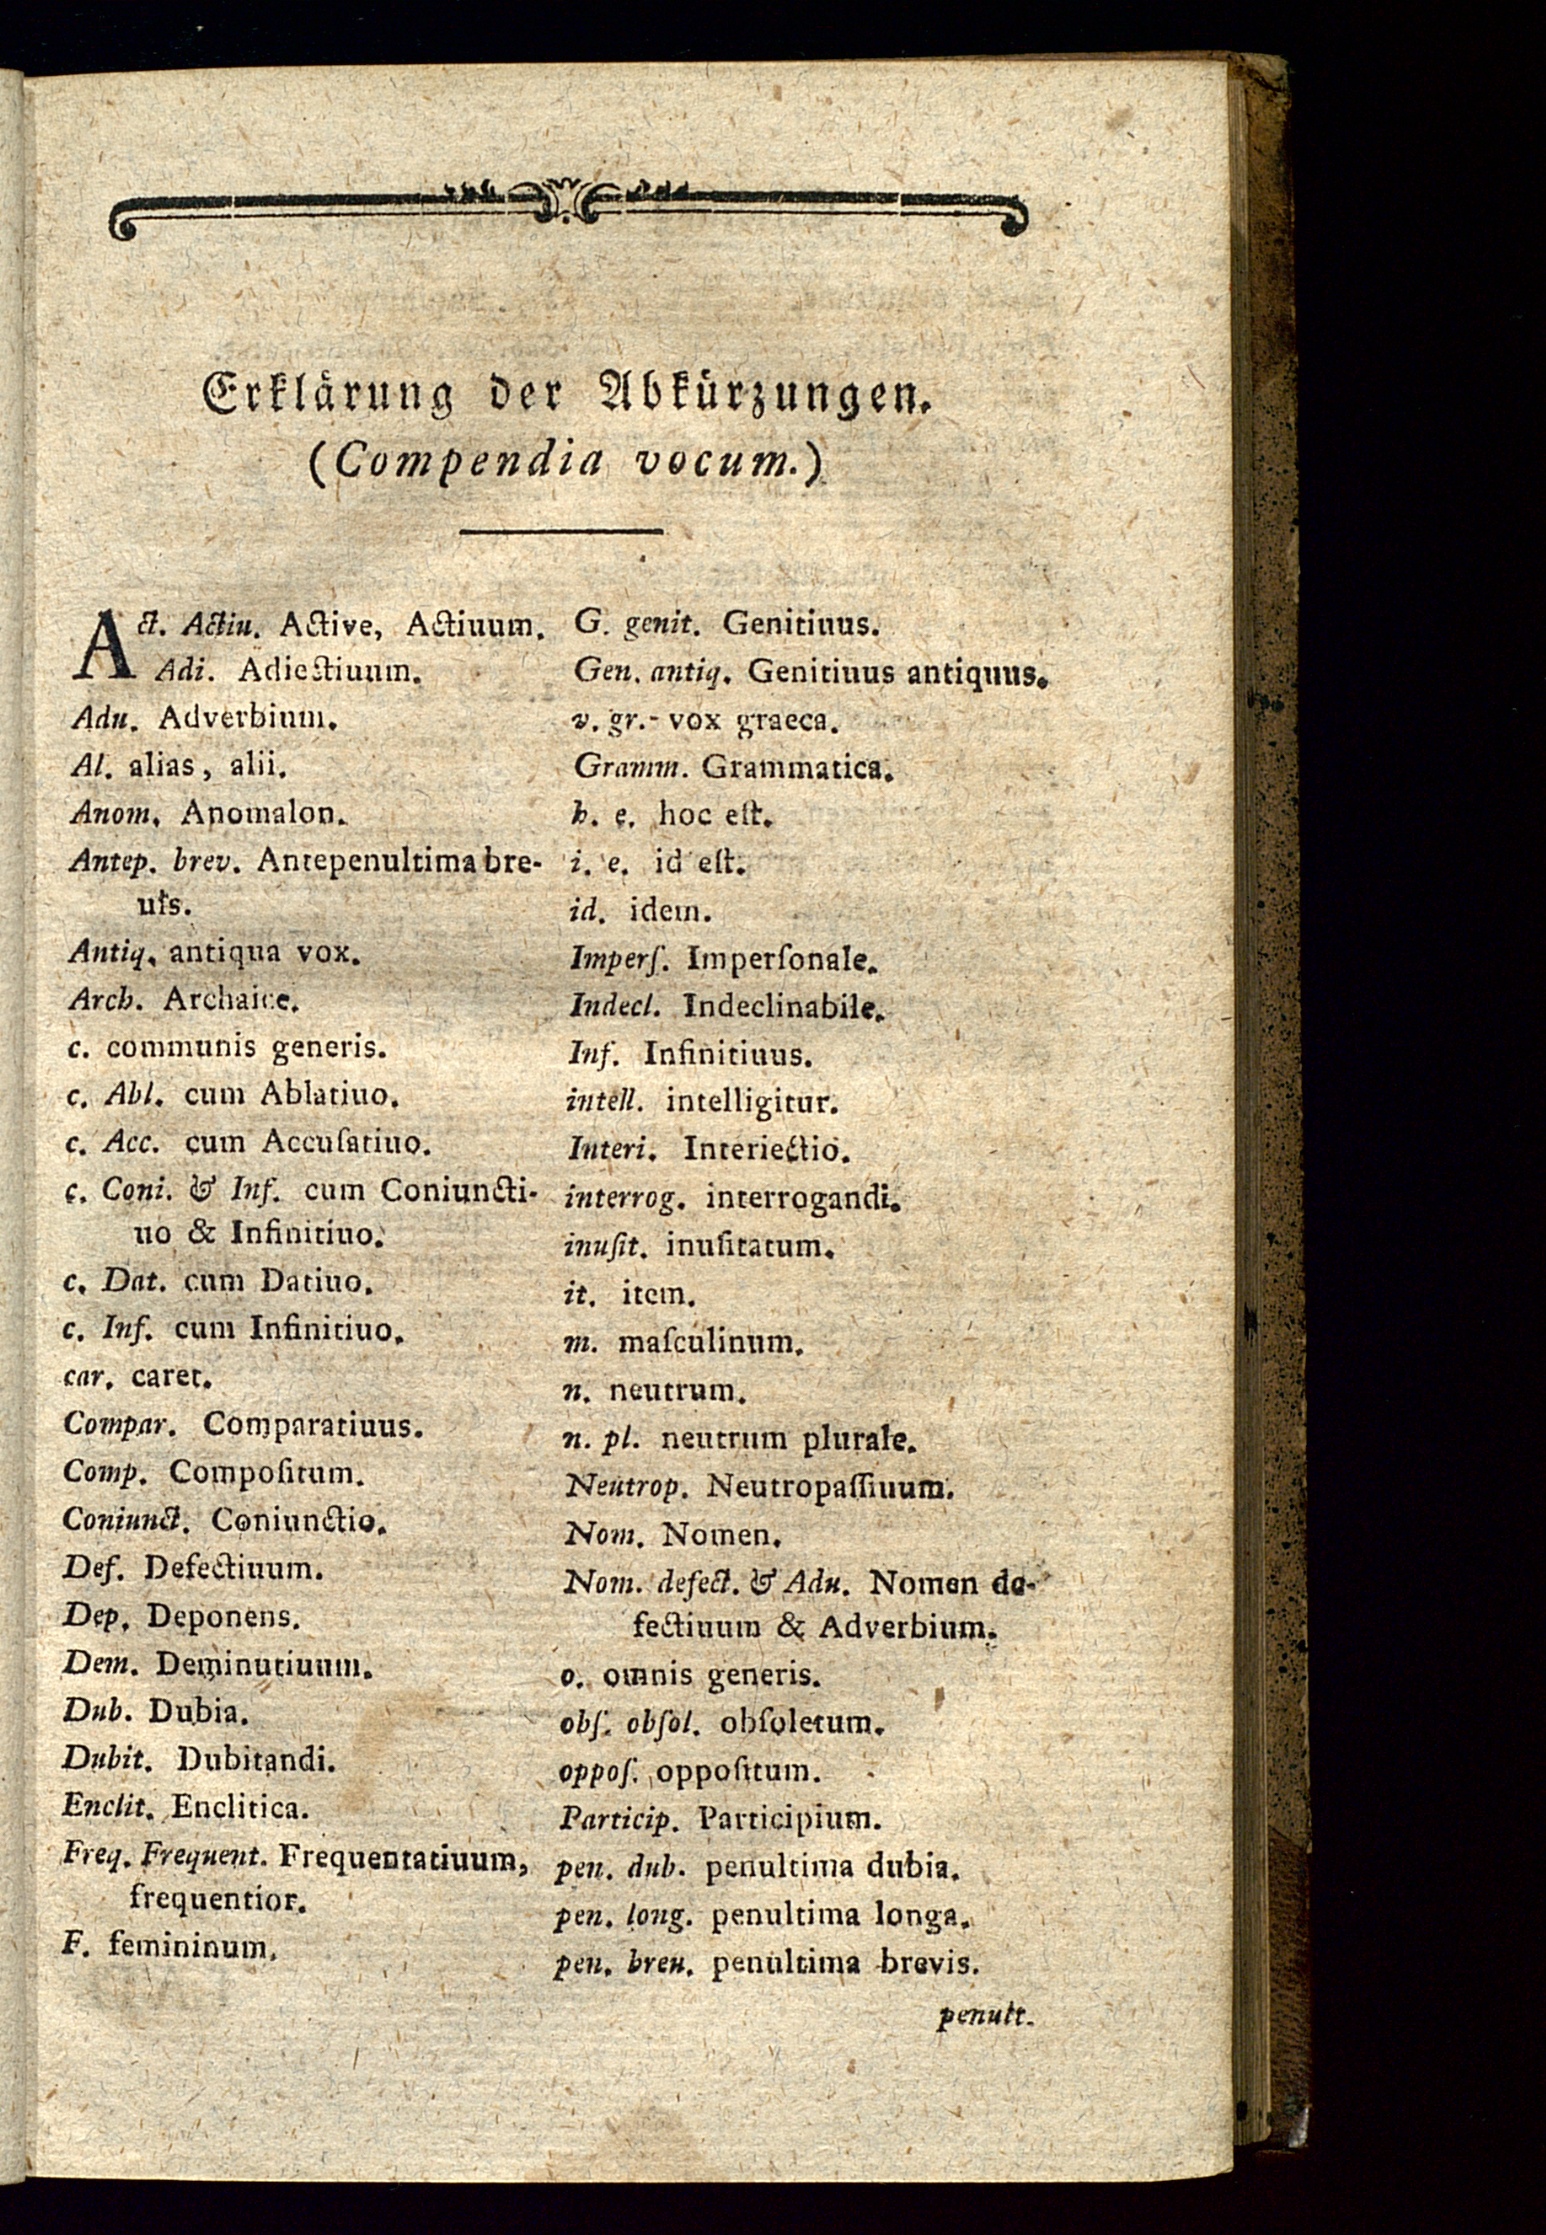 Erklärung der Abkürzungen.
(Compendia vocum.)
Act. Actiu. Active, Actiuum.
Adi. Adiectiuum.
Adu. Adverbium.
Al. alias, alii.
Anom. Anomalon.
Antep. brev. Antepenultima bre-
uis.
Antiq. antiqua vox.
Arch. Archaice.
c. communis generis.
c. Abl. cum Ablatiuo.
c. Acc. cum Accuſatiuo.
c. Coni. & Inf. cum Coniuncti-
uo & Infinitiuo.
c. Dat. cum Datiuo.
c. Inf. cum Infinitiuo.
car. caret.
Compar. Comparatiuus.
Comp. Compoſitum.
Coniunct. Coniunctio.
Def. Defectiuum.
Dep. Deponens.
Dem. Deminutiuum.
Dub. Dubia.
Dubit. Dubitandi.
Enclit. Enclitica.
Freq. Frequent. Frequentatiuum,
frequentior.
F. femininum.
G. genit. Genitiuus.
Gen. antiq. Genitiuus antiquus.
v. gr. - vox graeca.
Gramm. Grammatica.
h. e. hoc eſt.
i. e. id eſt.
id. idem.
Imperſ. Imperſonale.
Indecl. Indeclinabile.
Inf. Infinitiuus.
intell. intelligitur.
Interi. Interiectio.
interrog. interrogandi.
inuſit. inuſitatum.
it. item.
m. maſculinum.
n. neutrum.
n. pl. neutrum plurale.
Neutrop. Neutropaſſiuum.
Nom. Nomen.
Nom. defect. & Adu. Nomen de-
fectiuum & Adverbium.
o. omnis generis.
obſ. obſol. obſoletum.
oppoſ. oppoſitum.
Particip. Participium.
pen. dub. penultima dubia.
pen. long. penultima longa.
pen. breu. penultima brevis.
penult.